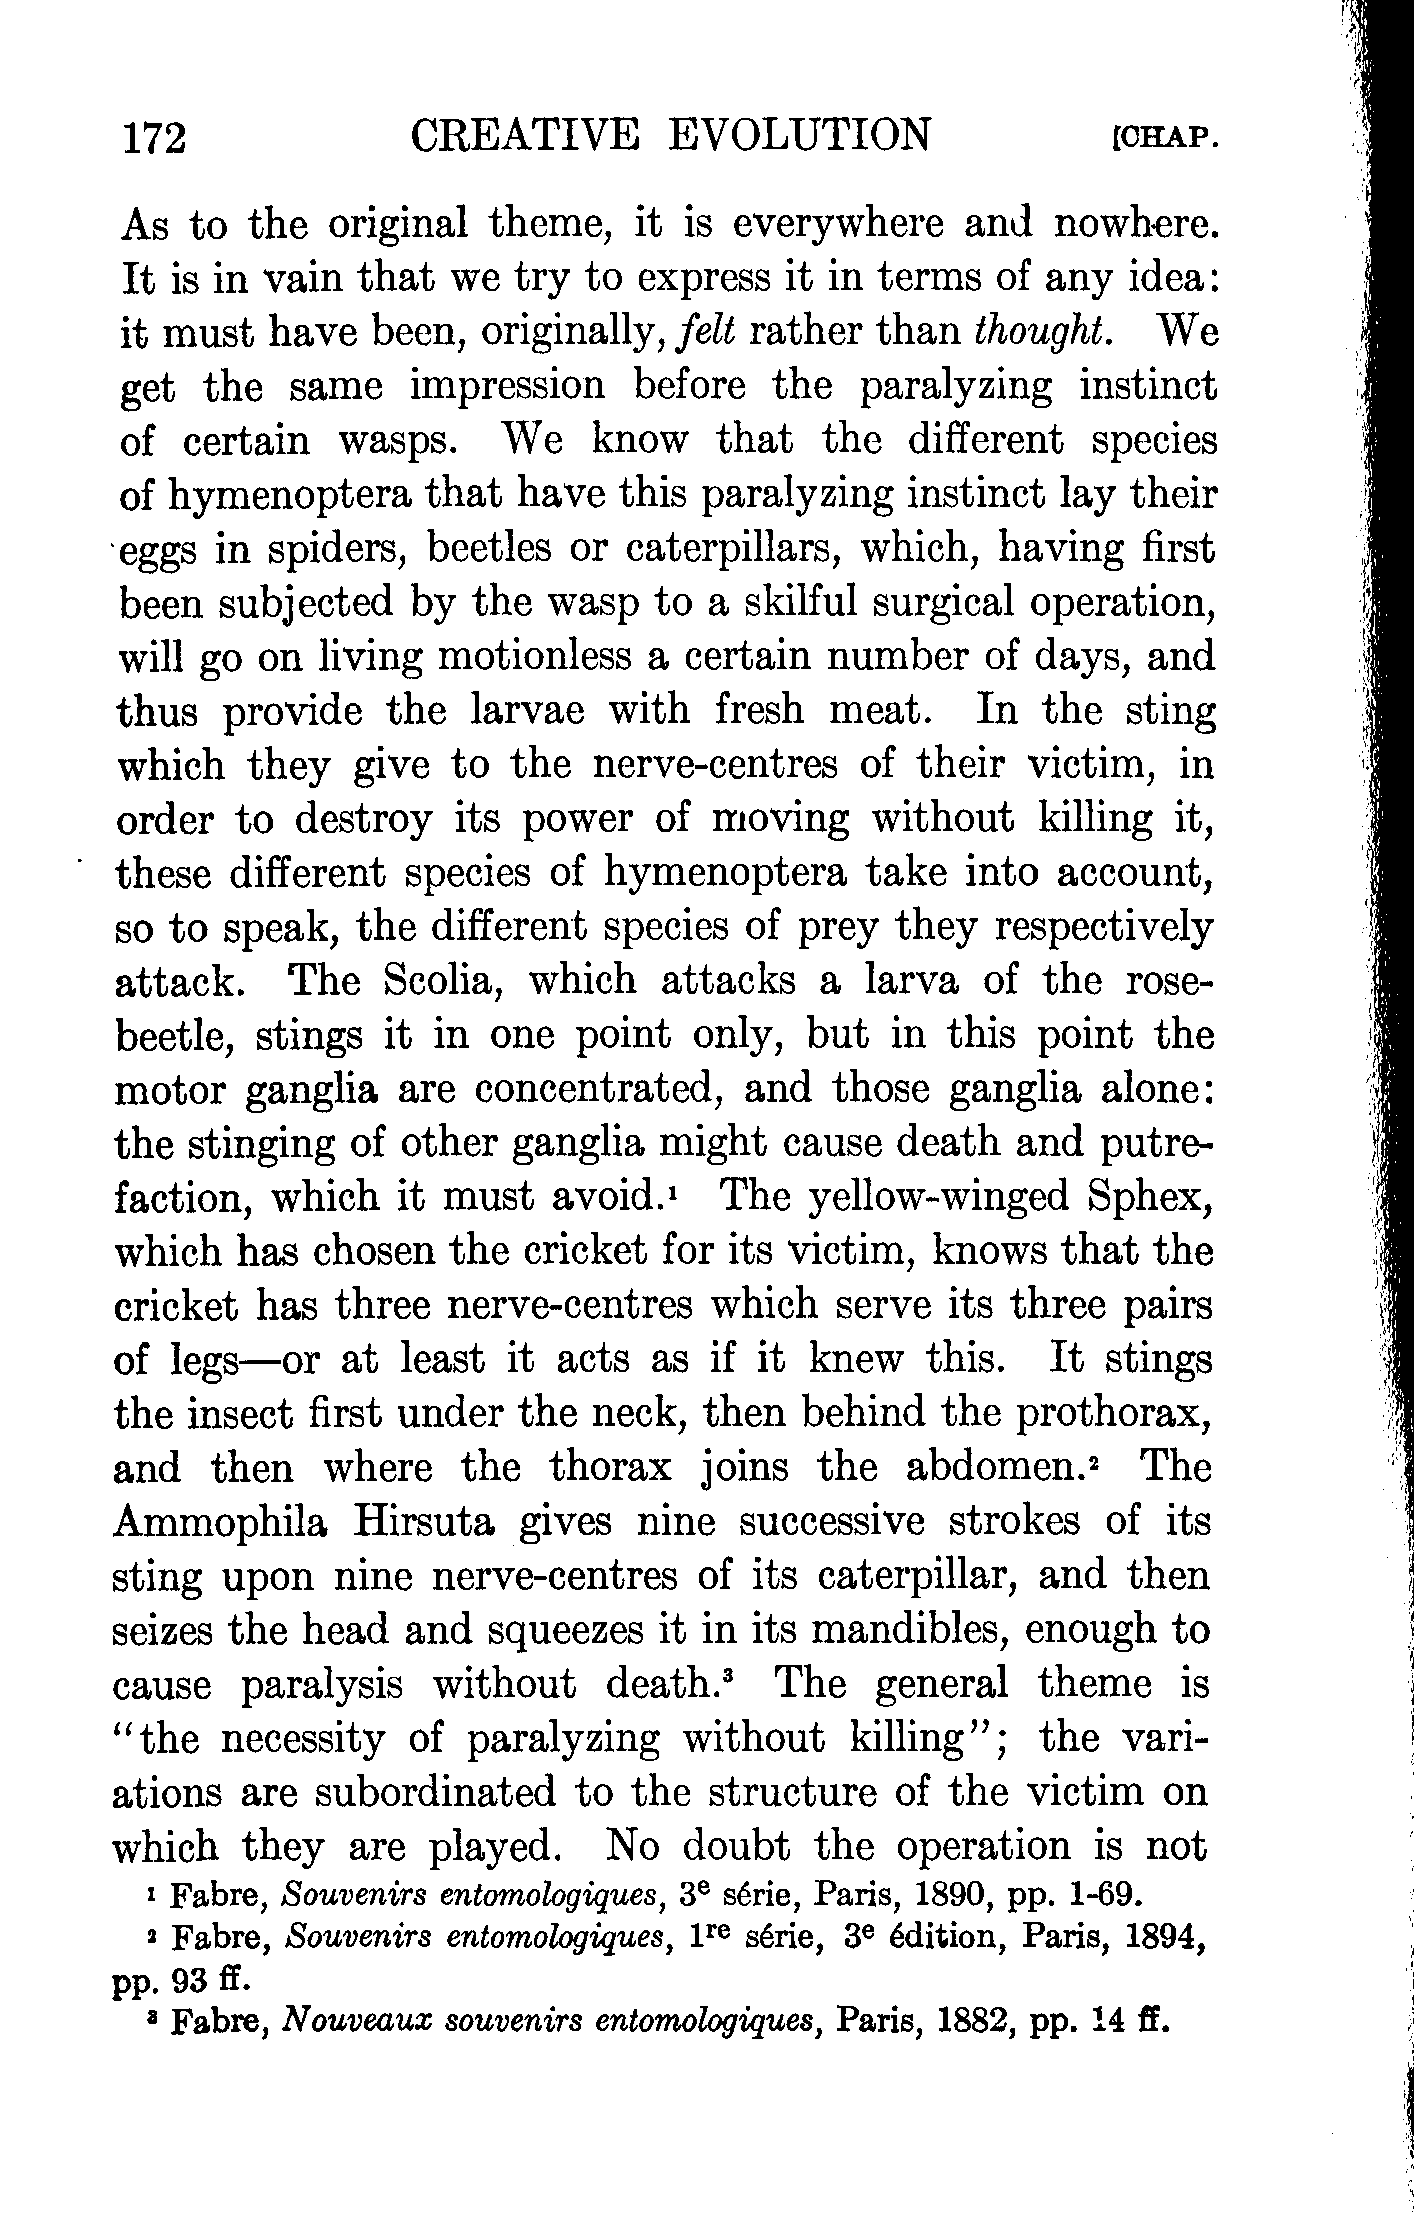 172 CREATIVE EVOLUTION [CHAP.
As to the original theme, it is everywhere and nowhere.
It is in vain that we try to express it in terms of any idea:
it must have been, originally, felt rather than thought. We
get the same impression before the paralyzing instinct
of certain wasps. We know that the different species
of hymenoptera that have this paralyzing instinct lay their
eggs in spiders, beetles or caterpillars, which, having first
been subjected by the wasp to a skilful surgical operation,
will go on living motionless a certain number of days, and
thus provide the larvae with fresh meat. In the sting
which they give to the nerve-centres of their victim, in
order to destroy its power of moving without killing it,
these different species of hymenoptera take into account,
so to speak, the different species of prey they respectively
attack. The Scolia, which attacks a larva of the rose-
beetle, stings it in one point only, but in this point the
motor ganglia are concentrated, and those ganglia alone:
the stinging of other ganglia might cause death and putre-
faction, which it must avoid.¹ The yellow-winged Sphex,
which has chosen the cricket for its victim, knows that the
cricket has three nerve-centres which serve its three pairs
of legs—or at least it acts as if it knew this. It stings
the insect first under the neck, then behind the prothorax,
and then where the thorax joins the abdomen.² The
Ammophila Hirsuta gives nine successive strokes of its
sting upon nine nerve-centres of its caterpillar, and then
seizes the head and squeezes it in its mandibles, enough to
cause paralysis without death.³ The general theme is
"the necessity of paralyzing without killing"; the vari-
ations are subordinated to the structure of the victim on
which they are played. No doubt the operation is not
¹ Fabre, Souvenirs entomologiques, 3ᵉ série, Paris, 1890, pp. 1-69.
² Fabre, Souvenirs entomologiques, 1ʳᵉ série, 3ᵉ édition, Paris, 1894,
pp. 93 ff.
³ Fabre, Nouveaux souvenirs entomologiques, Paris, 1882, pp. 14 ff.